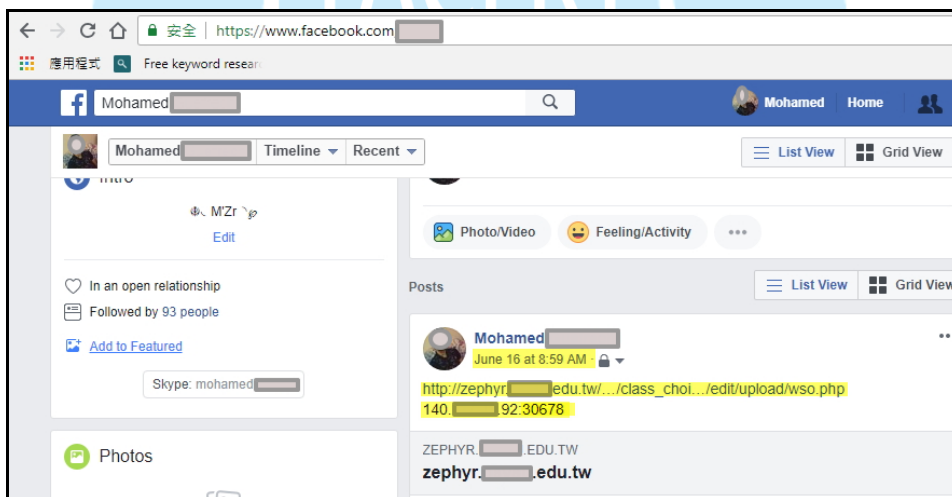 安全 | https://www.facebook.com
應用程式 Free keyword resear
Mohamed
Mohamed Home
Mohamed Timeline Recent
List View Grid View
Intro
M'Zr
Edit
Photo/Video Feeling/Activity
In an open relationship
Followed by 93 people
Add to Featured
Skype: mohamed
Photos
Posts
List View Grid View
Mohamed
June 16 at 8:59 AM ·
http://zephyr. edu.tw/.../class_choi.../edit/upload/wso.php
140. .92:30678
ZEPHYR. .EDU.TW
zephyr. .edu.tw